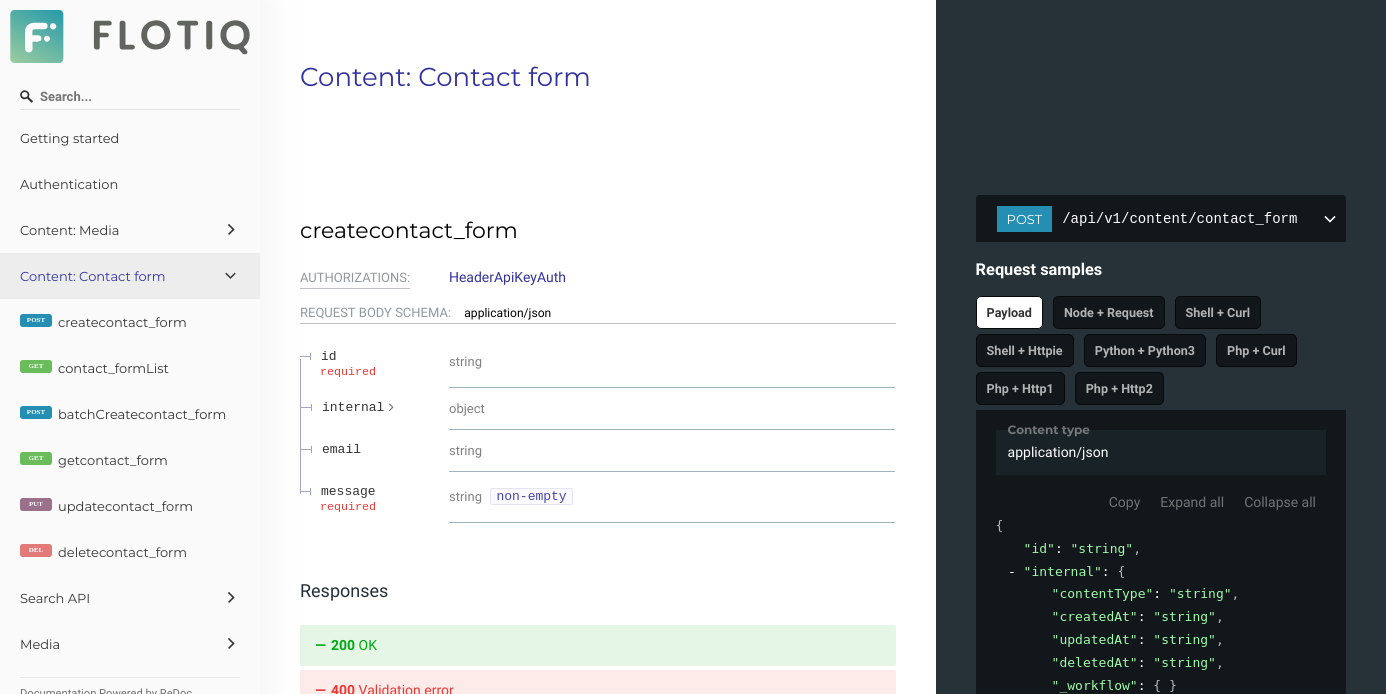 FLOTIQ
Search...
Getting started
Authentication
Content: Media
Content: Contact form
POST createcontact_form
GET contact_formList
POST batchCreatecontact_form
GET getcontact_form
PUT updatecontact_form
DEL deletecontact_form
Search API
Media
Documentation Powered by ReDoc
Content: Contact form
createcontact_form
AUTHORIZATIONS: HeaderApiKeyAuth
REQUEST BODY SCHEMA: application/json
id string
required
internal object
email string
message string non-empty
required
Responses
— 200 OK
— 400 Validation error
POST /api/v1/content/contact_form
Request samples
Payload Node + Request Shell + Curl
Shell + Httpie Python + Python3 Php + Curl
Php + Http1 Php + Http2
Content type
application/json
Copy Expand all Collapse all
{
"id": "string",
- "internal": {
"contentType": "string",
"createdAt": "string",
"updatedAt": "string",
"deletedAt": "string",
"_workflow": { }